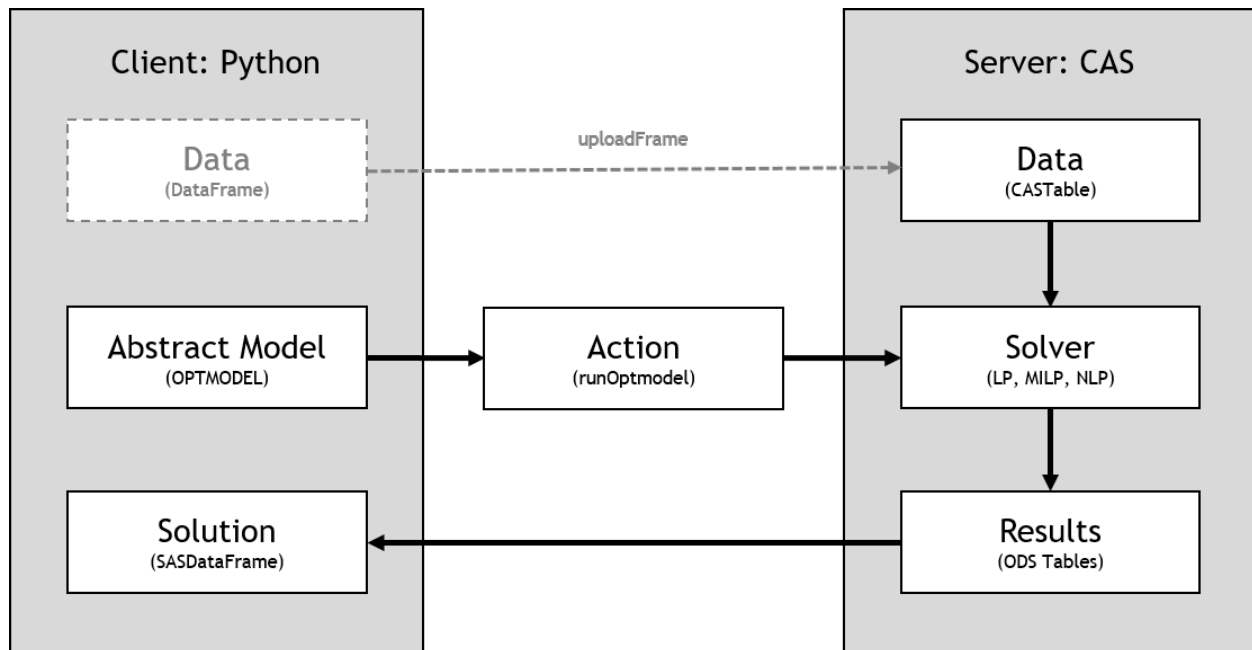 Client: Python
Server: CAS
Data
(DataFrame)
uploadFrame
Data
(CASTable)
Abstract Model
(OPTMODEL)
Action
(runOptmodel)
Solver
(LP, MILP, NLP)
Solution
(SASDataFrame)
Results
(ODS Tables)